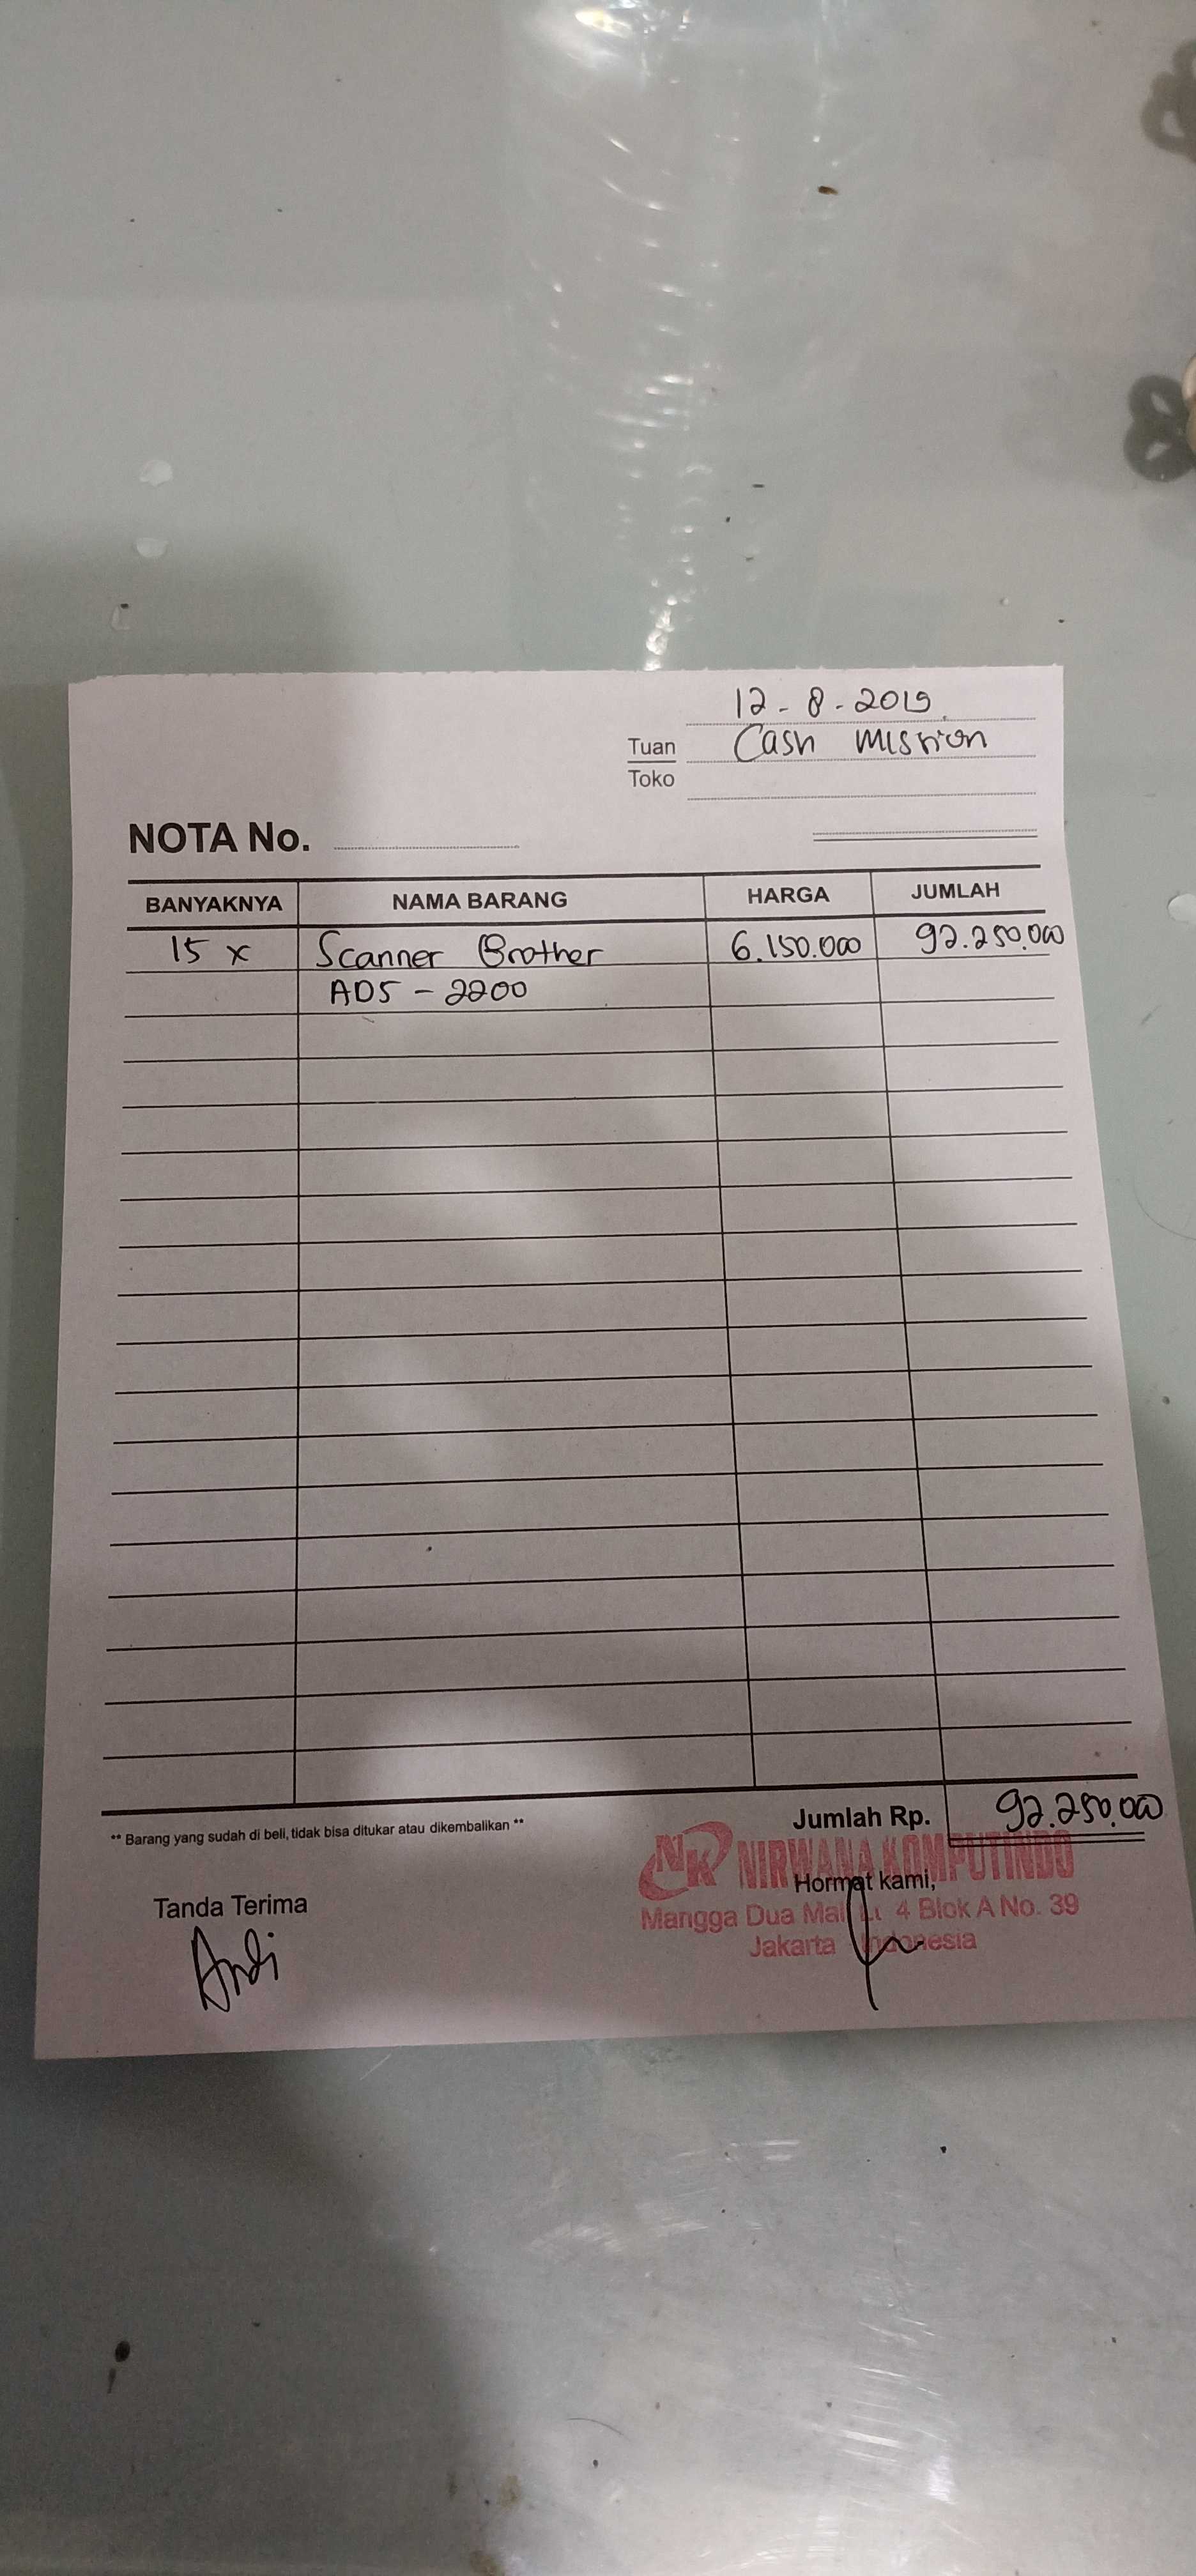 12 - 8 - 2019
Tuan Cash Mission
Toko
NOTA No.
BANYAKNYA NAMA BARANG HARGA JUMLAH
15 x Scanner Brother 6.150.000 92.250.000
ADS - 2200
Jumlah Rp. 92.250.000
** Barang yang sudah di beli, tidak bisa ditukar atau dikembalikan **
NK NIRWANA KOMPUTINDO
Tanda Terima Hormat kami,
Mangga Dua Mall Lt 4 Blok A No. 39
Jakarta Indonesia
Andi